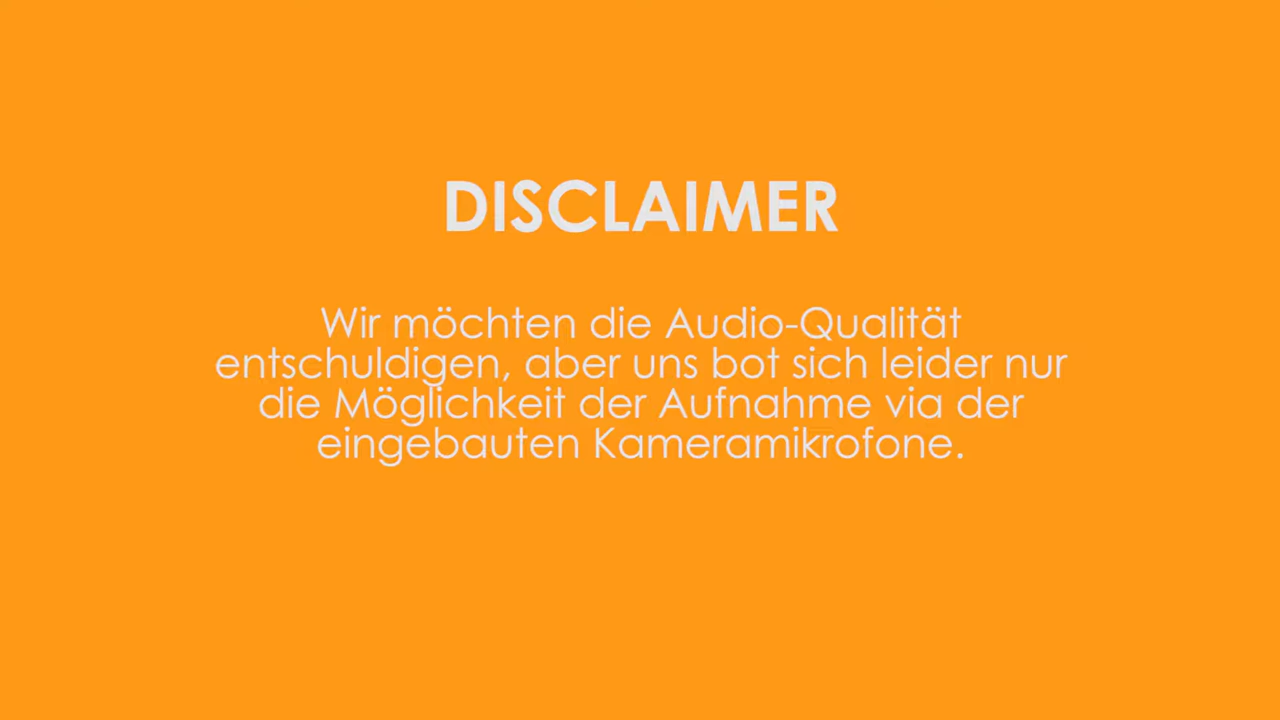 DISCLAIMER
Wir möchten die Audio-Qualität
entschuldigen, aber uns bot sich leider nur
die Möglichkeit der Aufnahme via der
eingebauten Kameramikrofone.